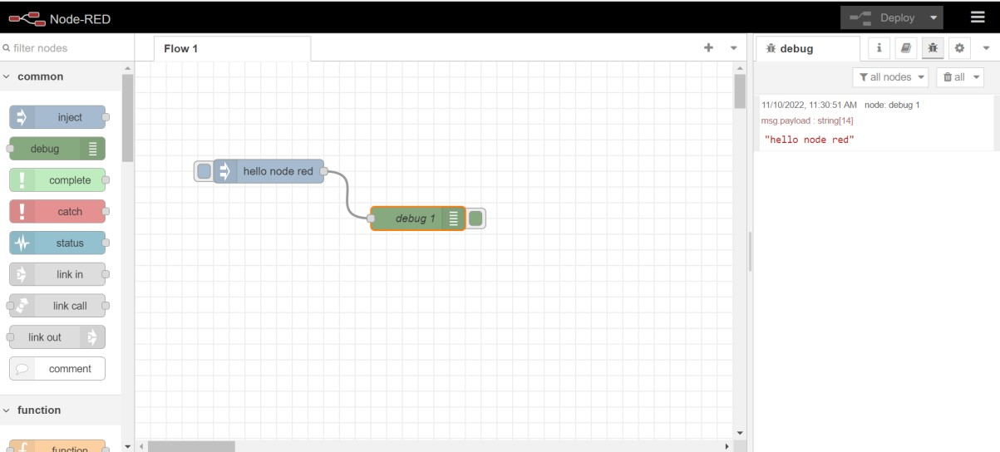 Node-RED
Deploy
filter nodes
Flow 1
debug
i
all nodes
all
common
inject
debug
complete
catch
status
link in
link call
link out
comment
function
function
hello node red
debug 1
11/10/2022, 11:30:51 AM node: debug 1
msg.payload : string[14]
"hello node red"